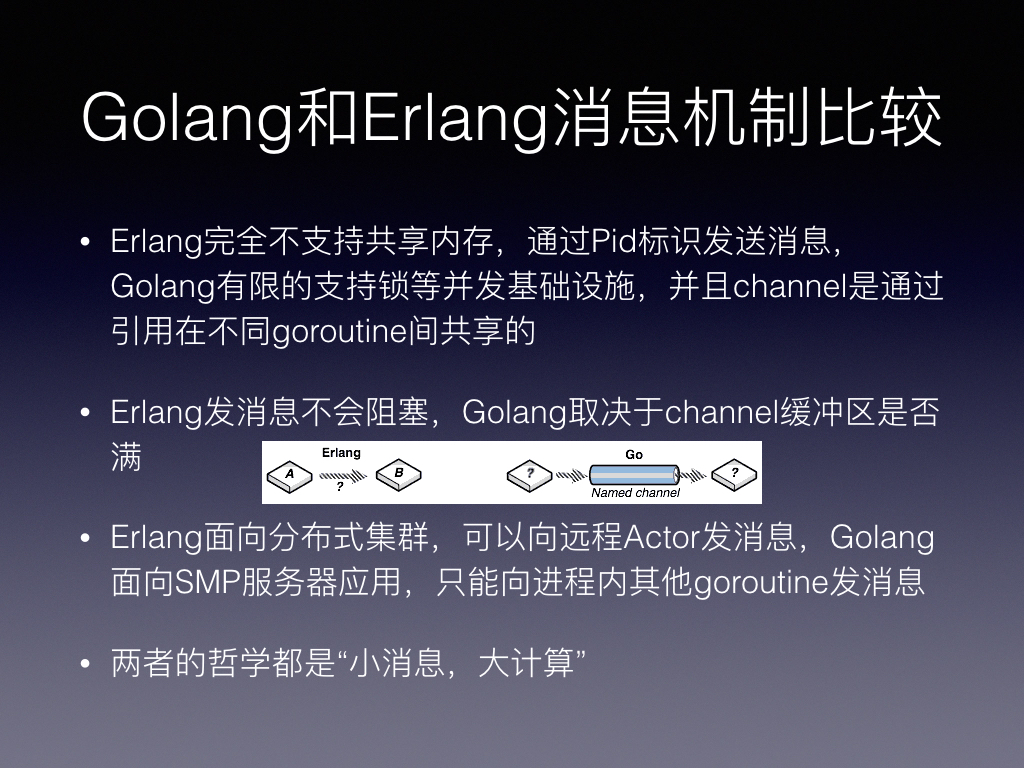 Golang和Erlang消息机制比较
• Erlang完全不支持共享内存，通过Pid标识发送消息，
Golang有限的支持锁等并发基础设施，并且channel是通过
引用在不同goroutine间共享的
• Erlang发消息不会阻塞，Golang取决于channel缓冲区是否
满
Erlang
A
?
B
Go
?
Named channel
?
• Erlang面向分布式集群，可以向远程Actor发消息，Golang
面向SMP服务器应用，只能向进程内其他goroutine发消息
• 两者的哲学都是“小消息，大计算”